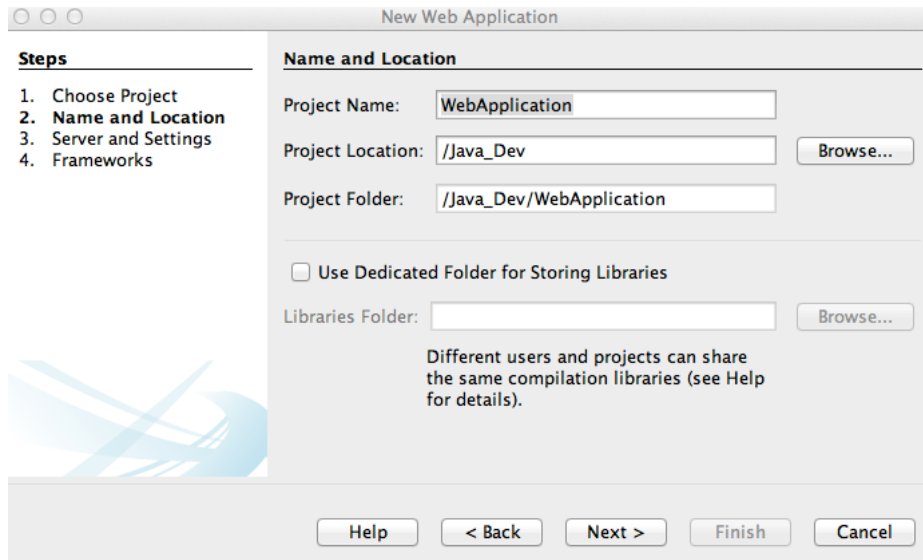 New Web Application
Steps
1. Choose Project
2. Name and Location
3. Server and Settings
4. Frameworks
Name and Location
Project Name: WebApplication
Project Location: /Java_Dev Browse...
Project Folder: /Java_Dev/WebApplication
Use Dedicated Folder for Storing Libraries
Libraries Folder: Browse...
Different users and projects can share
the same compilation libraries (see Help
for details).
Help < Back Next > Finish Cancel